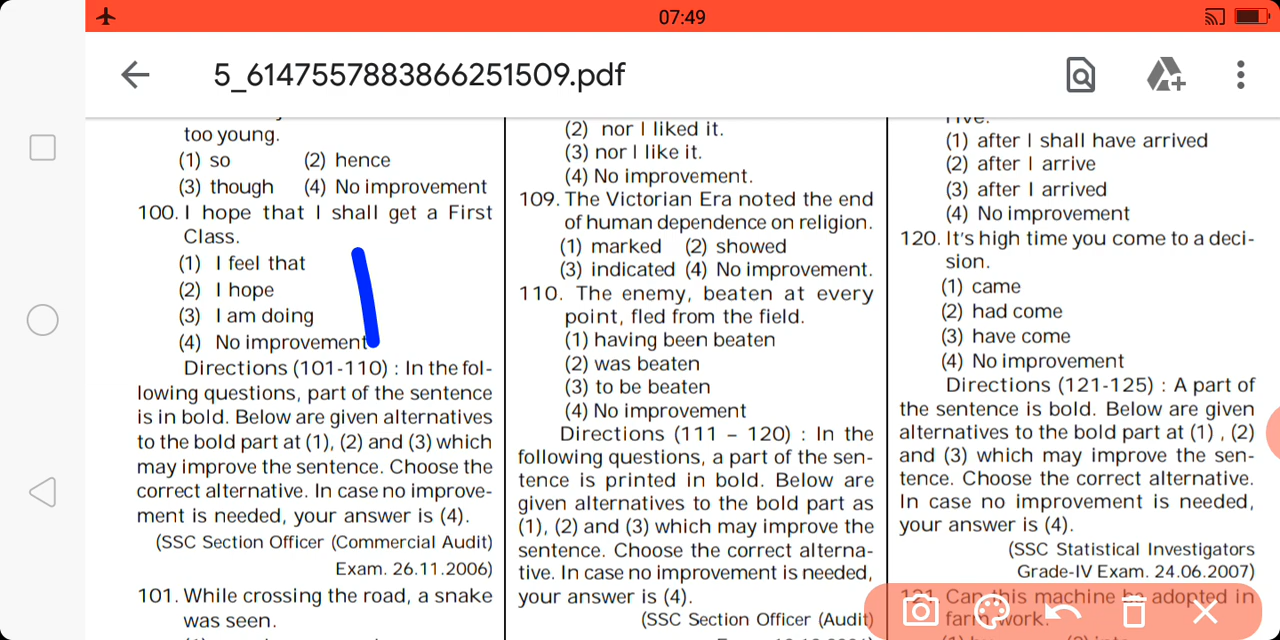 07:49
5_6147557883866251509.pdf
too young.
(1) so (2) hence
(3) though (4) No improvement
100. I hope that I shall get a First
Class.
(1) I feel that
(2) I hope
(3) I am doing
(4) No improvement
Directions (101-110) : In the fol-
lowing questions, part of the sentence
is in bold. Below are given alternatives
to the bold part at (1), (2) and (3) which
may improve the sentence. Choose the
correct alternative. In case no improve-
ment is needed, your answer is (4).
(SSC Section Officer (Commercial Audit)
Exam. 26.11.2006)
101. While crossing the road, a snake
was seen.
(2) nor I liked it.
(3) nor I like it.
(4) No improvement.
109. The Victorian Era noted the end
of human dependence on religion.
(1) marked (2) showed
(3) indicated (4) No improvement.
110. The enemy, beaten at every
point, fled from the field.
(1) having been beaten
(2) was beaten
(3) to be beaten
(4) No improvement
Directions (111 – 120) : In the
following questions, a part of the sen-
tence is printed in bold. Below are
given alternatives to the bold part as
(1), (2) and (3) which may improve the
sentence. Choose the correct alterna-
tive. In case no improvement is needed,
your answer is (4).
(SSC Section Officer (Audit)
(1) after I shall have arrived
(2) after I arrive
(3) after I arrived
(4) No improvement
120. It's high time you come to a deci-
sion.
(1) came
(2) had come
(3) have come
(4) No improvement
Directions (121-125) : A part of
the sentence is bold. Below are given
alternatives to the bold part at (1) , (2)
and (3) which may improve the sen-
tence. Choose the correct alternative.
In case no improvement is needed,
your answer is (4).
(SSC Statistical Investigators
Grade-IV Exam. 24.06.2007)
121. Can this machine be adopted in
farm work.